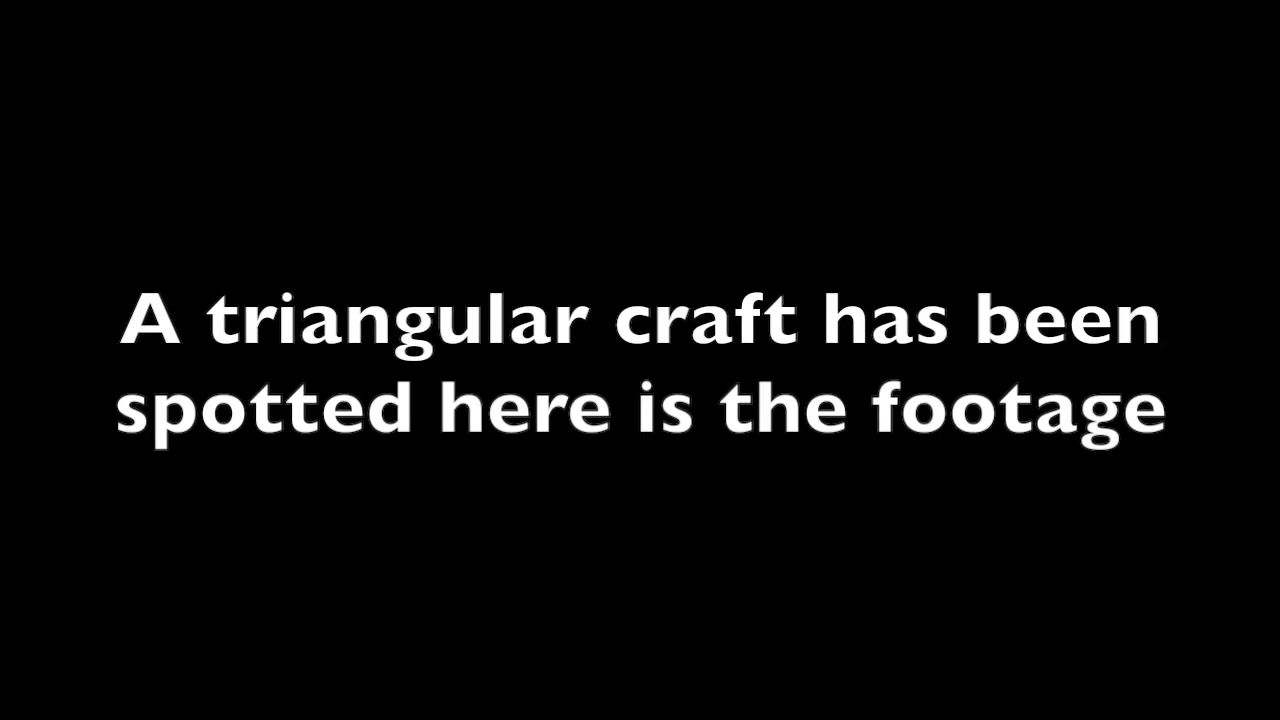 A triangular craft has been
spotted here is the footage